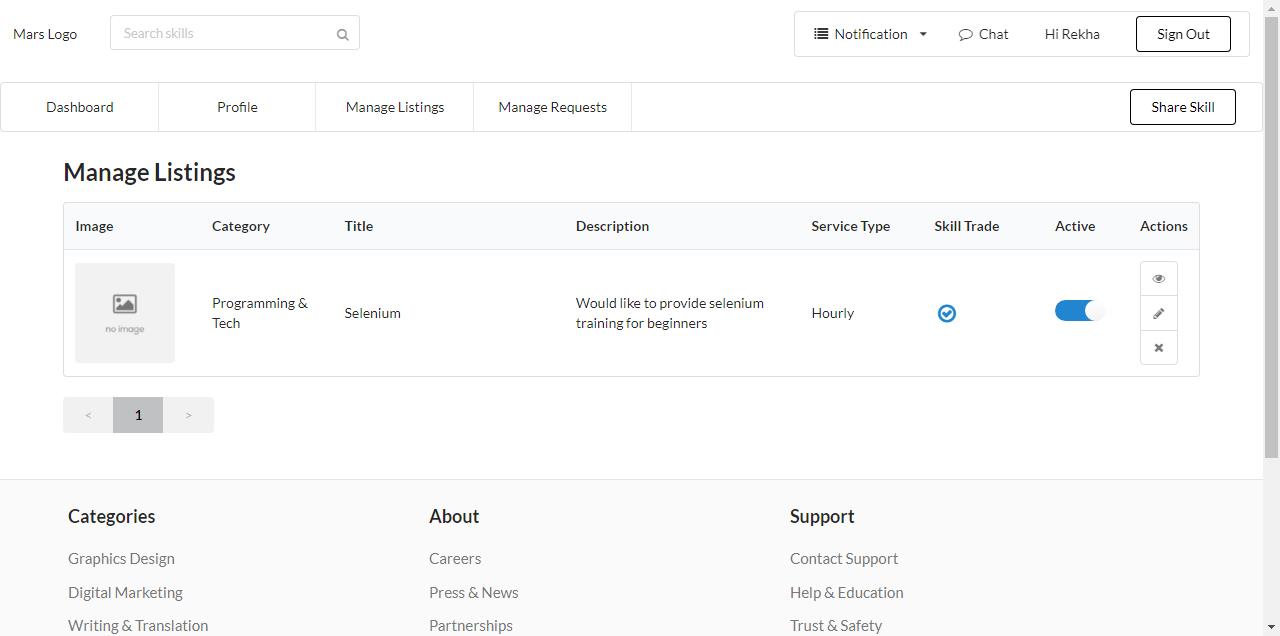 Mars Logo
Search skills
Notification
Chat
Hi Rekha
Sign Out
Dashboard
Profile
Manage Listings
Manage Requests
Share Skill
Manage Listings
Image Category Title Description Service Type Skill Trade Active Actions
no image
Programming &
Tech
Selenium
Would like to provide selenium
training for beginners
Hourly
< 1 >
Categories
Graphics Design
Digital Marketing
Writing & Translation
About
Careers
Press & News
Partnerships
Support
Contact Support
Help & Education
Trust & Safety